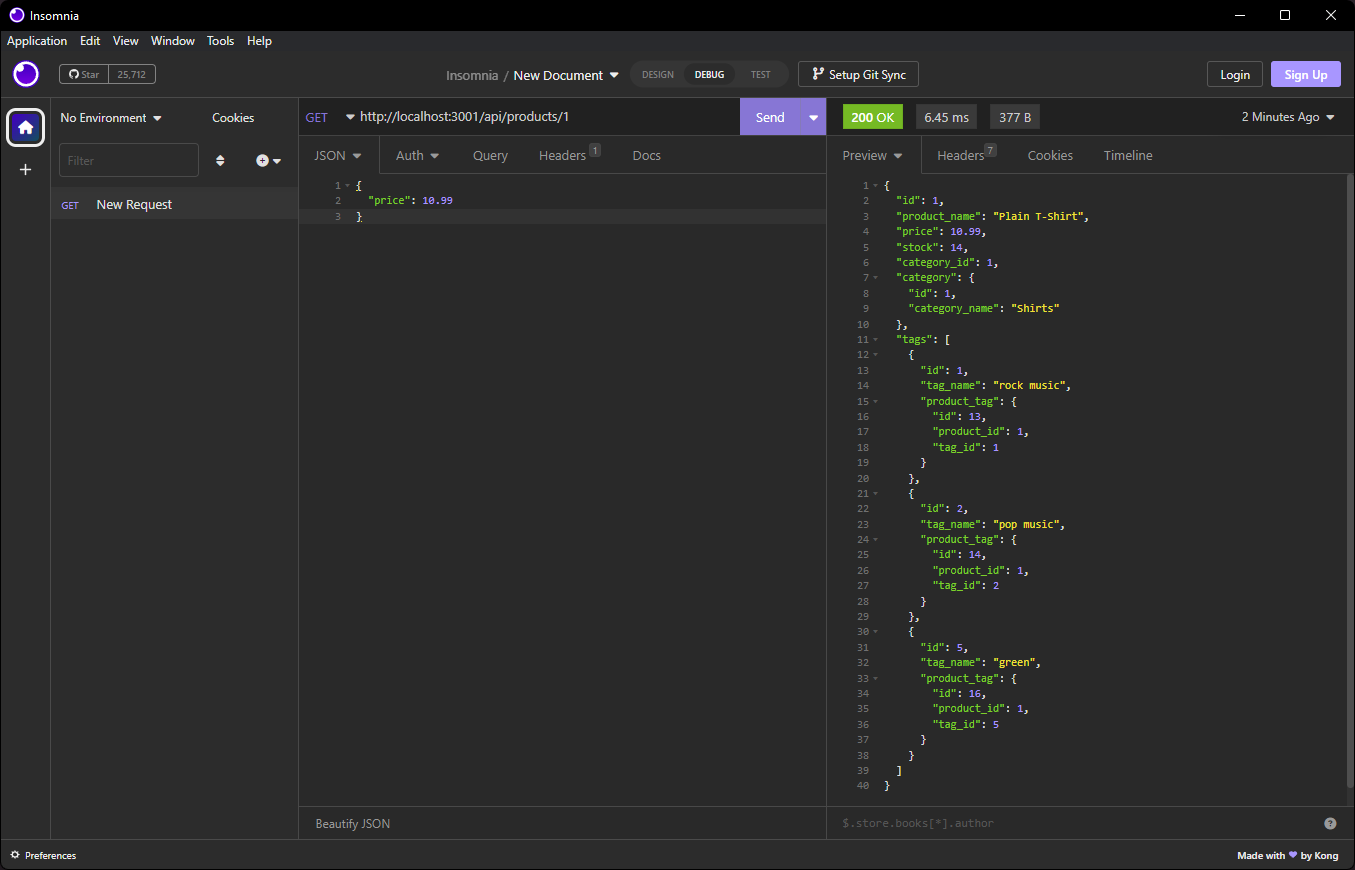 Insomnia
Application Edit View Window Tools Help
Star 25,712
Insomnia / New Document
DESIGN DEBUG TEST
Setup Git Sync
Login Sign Up
No Environment Cookies
Filter
GET New Request
GET http://localhost:3001/api/products/1 Send
JSON Auth Query Headers 1 Docs
1 {
2 "price": 10.99
3 }
Beautify JSON
200 OK 6.45 ms 377 B 2 Minutes Ago
Preview Headers 7 Cookies Timeline
1 {
2 "id": 1,
3 "product_name": "Plain T-Shirt",
4 "price": 10.99,
5 "stock": 14,
6 "category_id": 1,
7 "category": {
8 "id": 1,
9 "category_name": "Shirts"
10 },
11 "tags": [
12 {
13 "id": 1,
14 "tag_name": "rock music",
15 "product_tag": {
16 "id": 13,
17 "product_id": 1,
18 "tag_id": 1
19 }
20 },
21 {
22 "id": 2,
23 "tag_name": "pop music",
24 "product_tag": {
25 "id": 14,
26 "product_id": 1,
27 "tag_id": 2
28 }
29 },
30 {
31 "id": 5,
32 "tag_name": "green",
33 "product_tag": {
34 "id": 16,
35 "product_id": 1,
36 "tag_id": 5
37 }
38 }
39 ]
40 }
$.store.books[*].author
Preferences
Made with ❤ by Kong